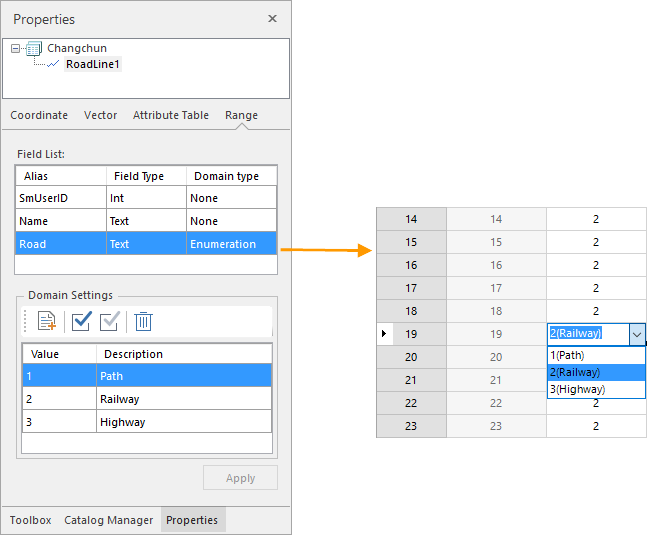 Properties
Changchun
RoadLine1
Coordinate Vector Attribute Table Range
Field List:
Alias Field Type Domain type
SmUserID Int None
Name Text None
Road Text Enumeration
Domain Settings
Value Description
1 Path
2 Railway
3 Highway
Apply
Toolbox Catalog Manager Properties
14 14 2
15 15 2
16 16 2
17 17 2
18 18 2
19 19 2(Railway)
20 20 1(Path)
21 21 2(Railway)
3(Highway)
22 22 2
23 23 2